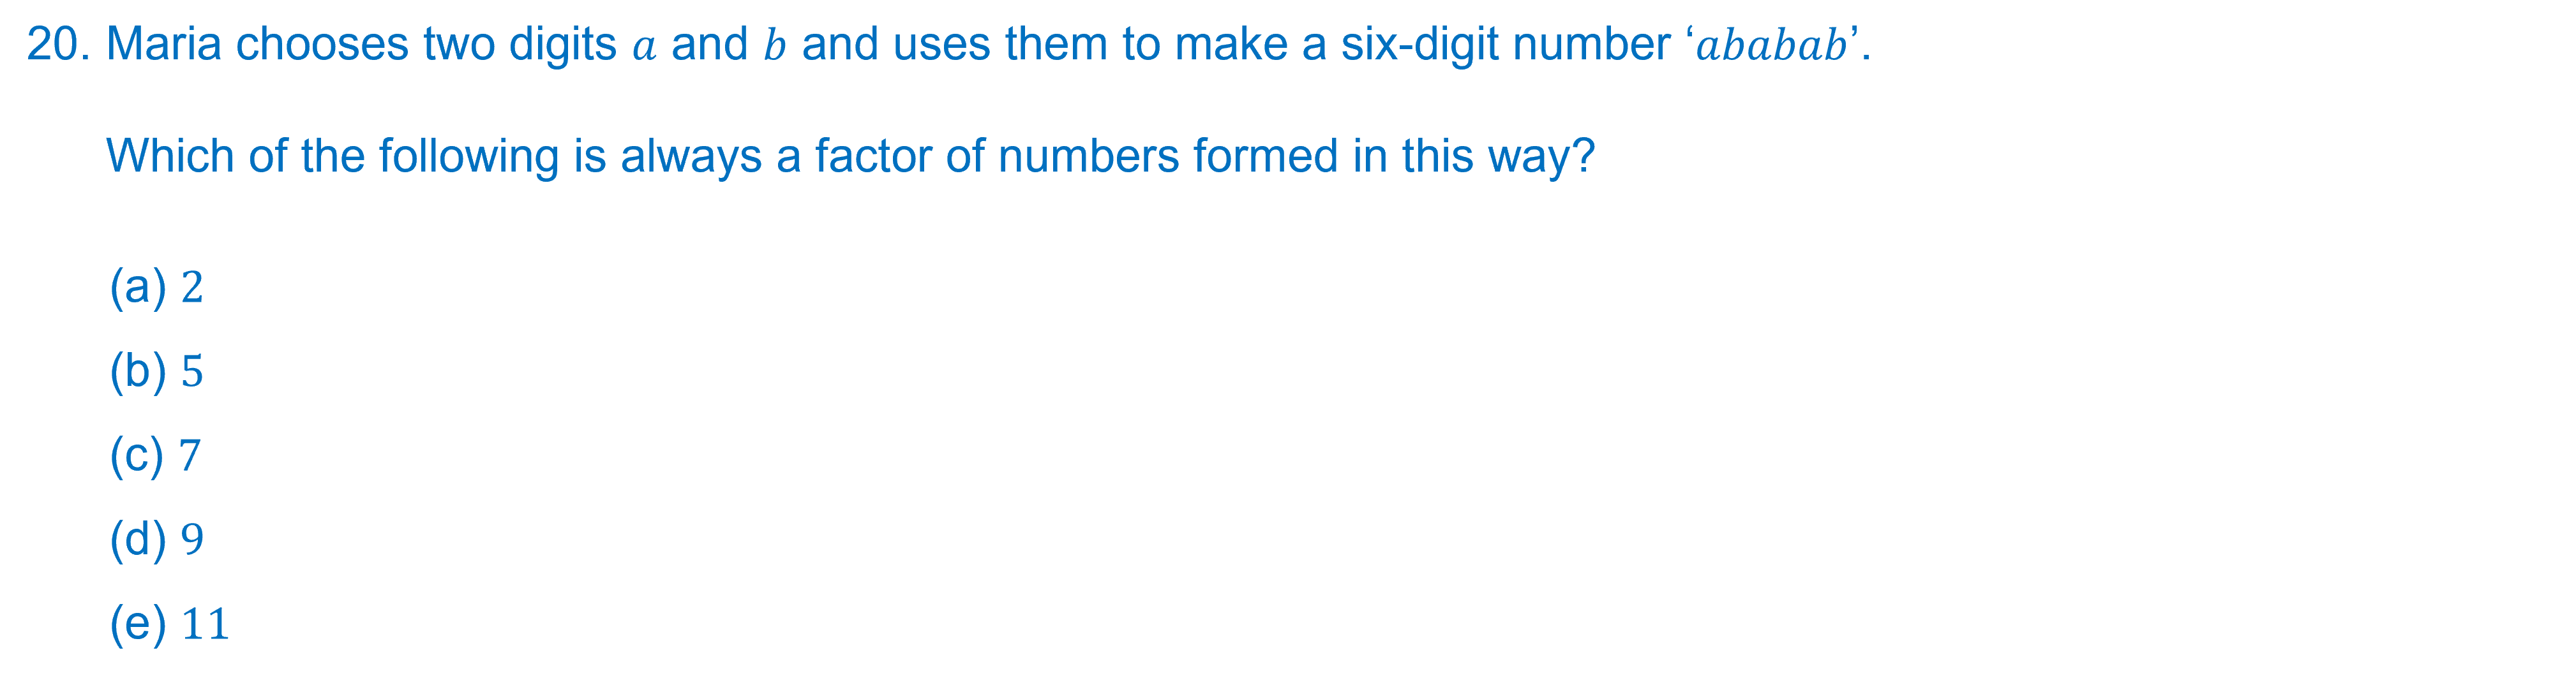 20. Maria chooses two digits a and b and uses them to make a six-digit number ‘ababab’.
Which of the following is always a factor of numbers formed in this way?
(a) 2
(b) 5
(c) 7
(d) 9
(e) 11